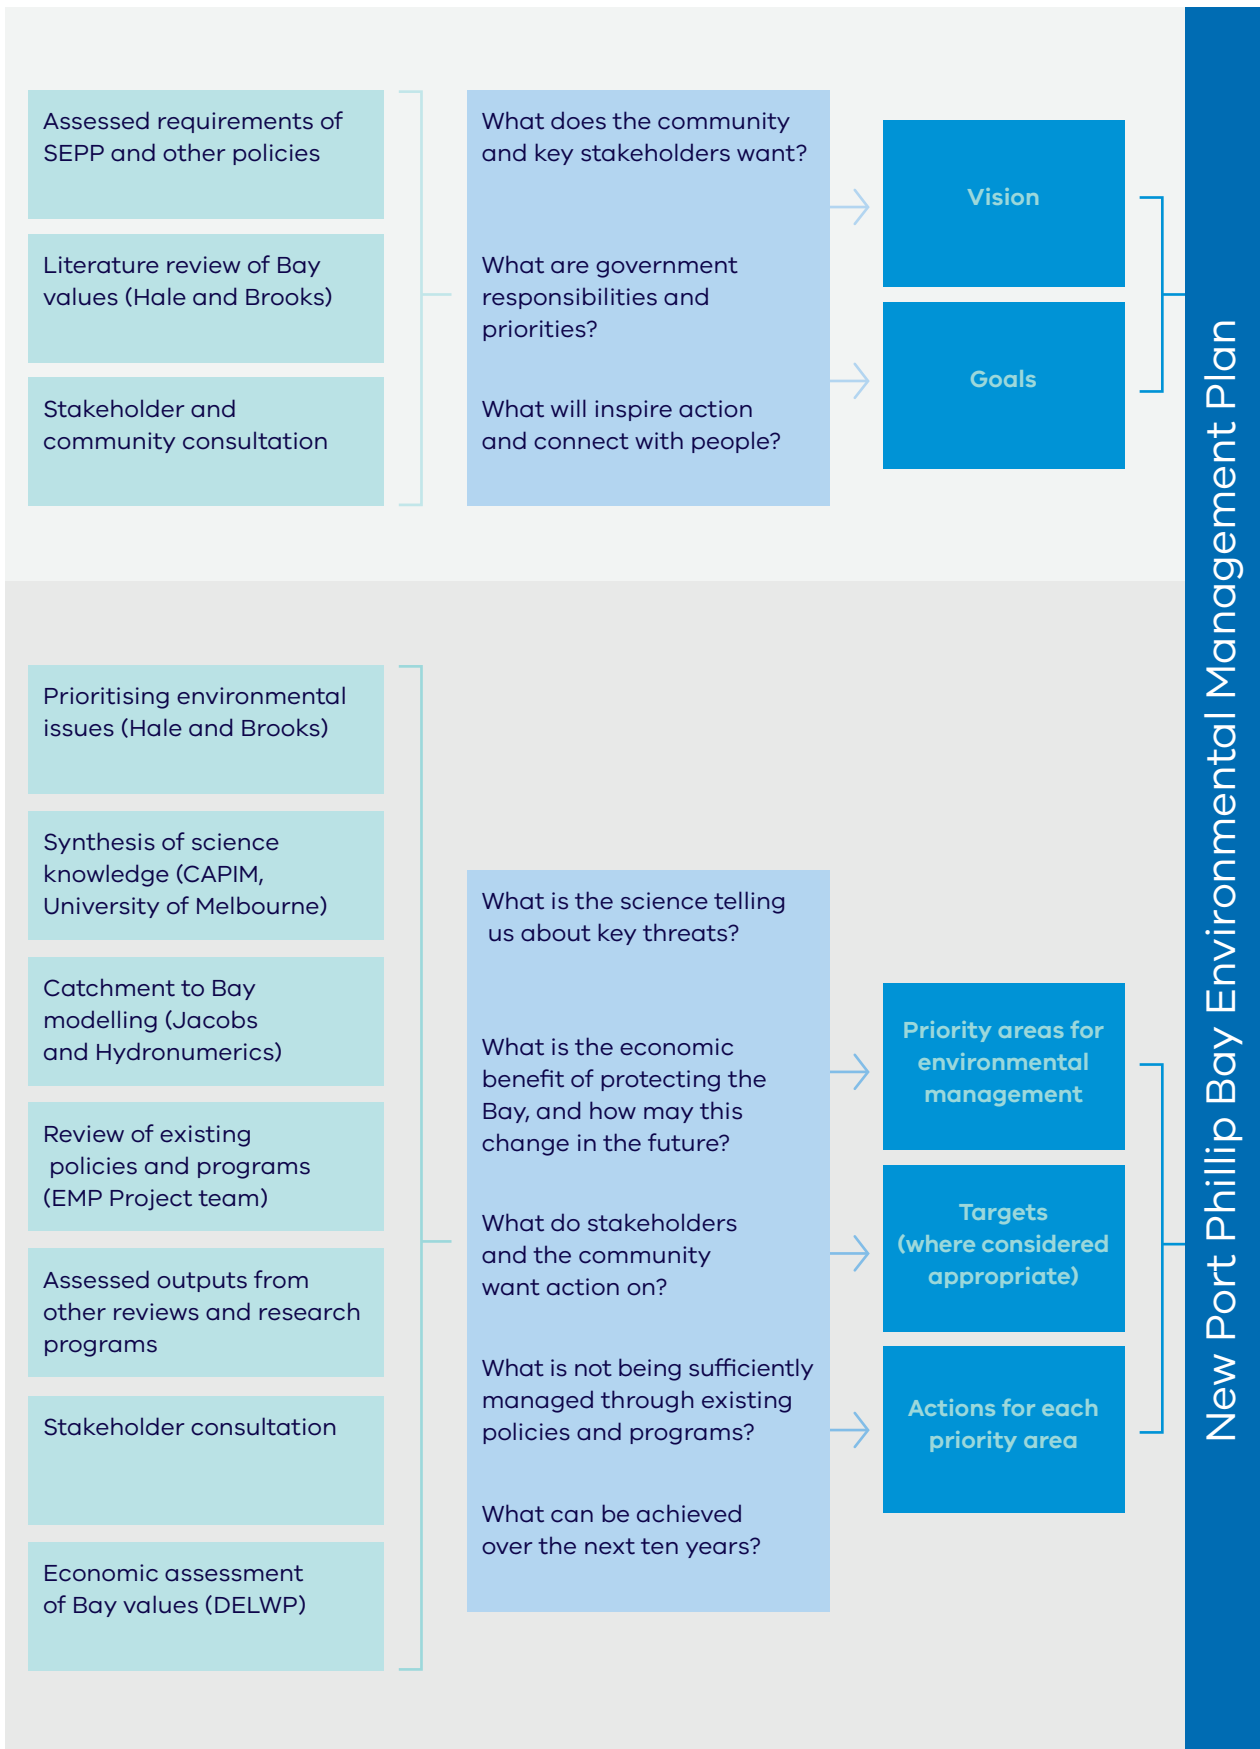 Assessed requirements of
SEPP and other policies
Literature review of Bay
values (Hale and Brooks)
Stakeholder and
community consultation
What does the community
and key stakeholders want?
What are government
responsibilities and
priorities?
What will inspire action
and connect with people?
Vision
Goals
Prioritising environmental
issues (Hale and Brooks)
Synthesis of science
knowledge (CAPIM,
University of Melbourne)
Catchment to Bay
modelling (Jacobs
and Hydronumerics)
Review of existing
policies and programs
(EMP Project team)
Assessed outputs from
other reviews and research
programs
Stakeholder consultation
Economic assessment
of Bay values (DELWP)
What is the science telling
us about key threats?
What is the economic
benefit of protecting the
Bay, and how may this
change in the future?
What do stakeholders
and the community
want action on?
What is not being sufficiently
managed through existing
policies and programs?
What can be achieved
over the next ten years?
Priority areas for
environmental
management
Targets
(where considered
appropriate)
Actions for each
priority area
New Port Phillip Bay Environmental Management Plan